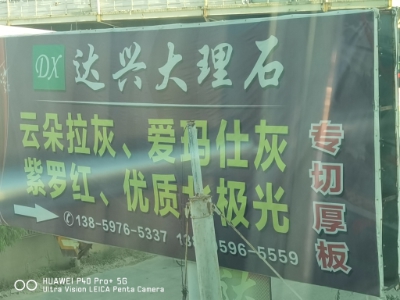 DX 达兴大理石
云朵拉灰、爱玛仕灰
紫罗红、优质 极光
专切厚板
138-5976-5337 13 596-5559
HUAWEI P40 Pro+ 5G
Ultra Vision LEICA Penta Camera